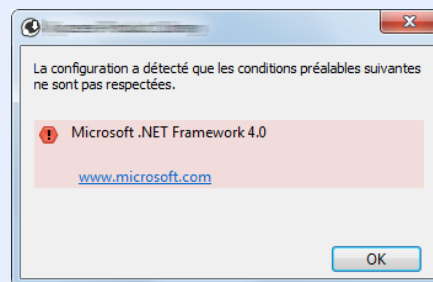 La configuration a détecté que les conditions préalables suivantes
ne sont pas respectées.
Microsoft .NET Framework 4.0
www.microsoft.com
OK